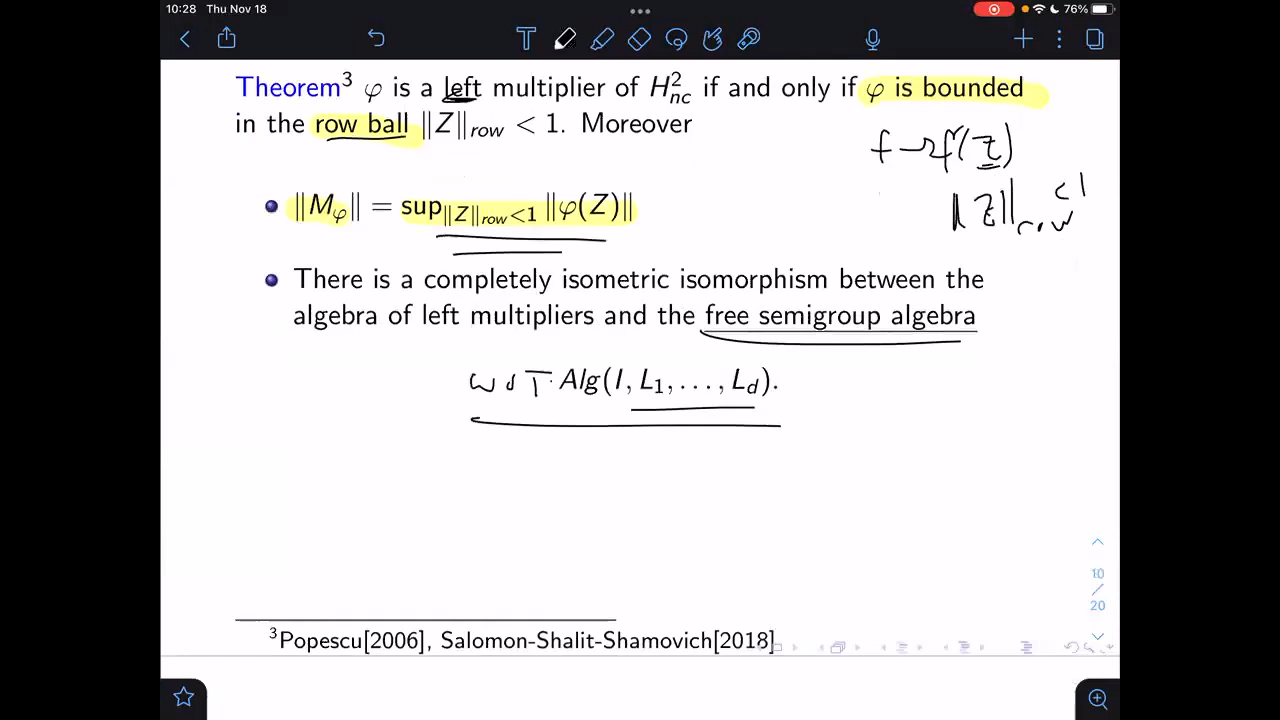 10:28 Thu Nov 18
76%
Theorem³ φ is a left multiplier of H²ₙc if and only if φ is bounded
in the row ball ‖Z‖row < 1. Moreover
f → f(Z)
‖Z‖row < 1
‖Mφ‖ = sup‖Z‖row<1 ‖φ(Z)‖
There is a completely isometric isomorphism between the
algebra of left multipliers and the free semigroup algebra
WOT Alg(I, L₁, . . . , Ld).
10
/
20
³Popescu[2006], Salomon-Shalit-Shamovich[2018]